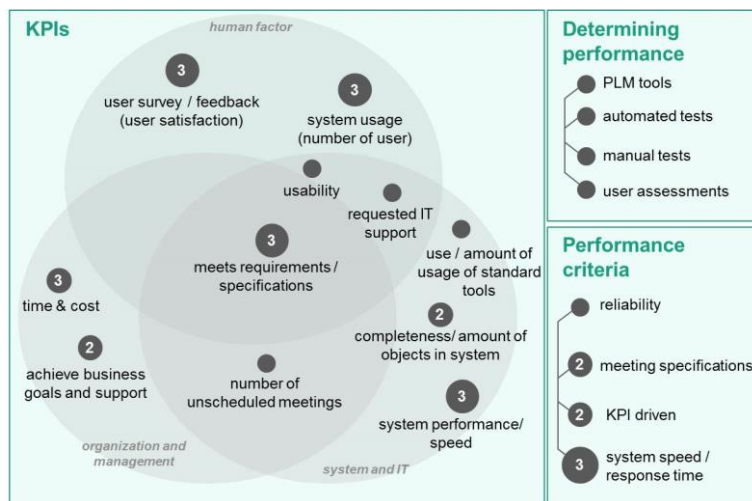 KPIs
human factor
3
user survey / feedback
(user satisfaction)
3
system usage
(number of user)
usability
requested IT
support
3
meets requirements /
specifications
use / amount of
usage of standard
tools
3
time & cost
2
completeness/ amount of
objects in system
2
achieve business
goals and support
number of
unscheduled meetings
3
system performance/
speed
organization and
management
system and IT
Determining
performance
PLM tools
automated tests
manual tests
user assessments
Performance
criteria
reliability
2
meeting specifications
2
KPI driven
3
system speed /
response time